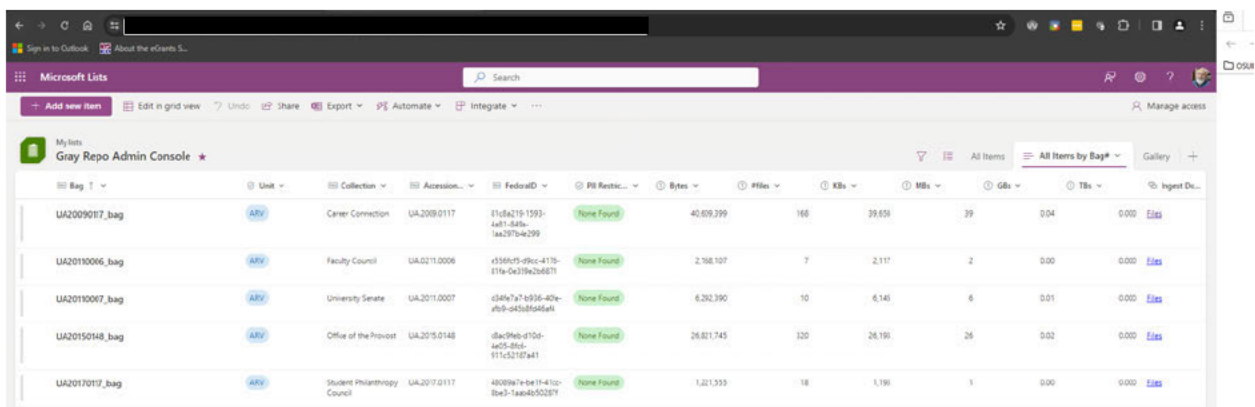 Sign in to Outlook About the eGrants S...
OSUR
Microsoft Lists Search ?
+ Add new item Edit in grid view Undo Share Export Automate Integrate ... Manage access
My lists
Gray Repo Admin Console ★ All Items All Items by Bag# Gallery +
Bag ↑ Unit Collection Accession... FedoraID PII Restric... Bytes #files KBs MBs GBs TBs Ingest Do...
UA20090117_bag ARV Career Connection UA.2009.0117 None Found 40,609,399 168 39,658 39 0.04 0.000 Files
1aa297b4e299
UA20110006_bag ARV Faculty Council UA.0211.0006 None Found 2,168,107 7 2,117 2 0.00 0.000 Files
UA20110007_bag ARV University Senate UA.2011.0007 None Found 6,292,390 10 6,145 6 0.01 0.000 Files
UA20150148_bag ARV Office of the Provost UA.2015.0148 None Found 26,821,745 320 26,193 26 0.02 0.000 Files
911c52187a41
UA20170117_bag ARV Student Philanthropy UA.2017.0117 None Found 1,221,555 18 1,193 1 0.00 0.000 Files
Council